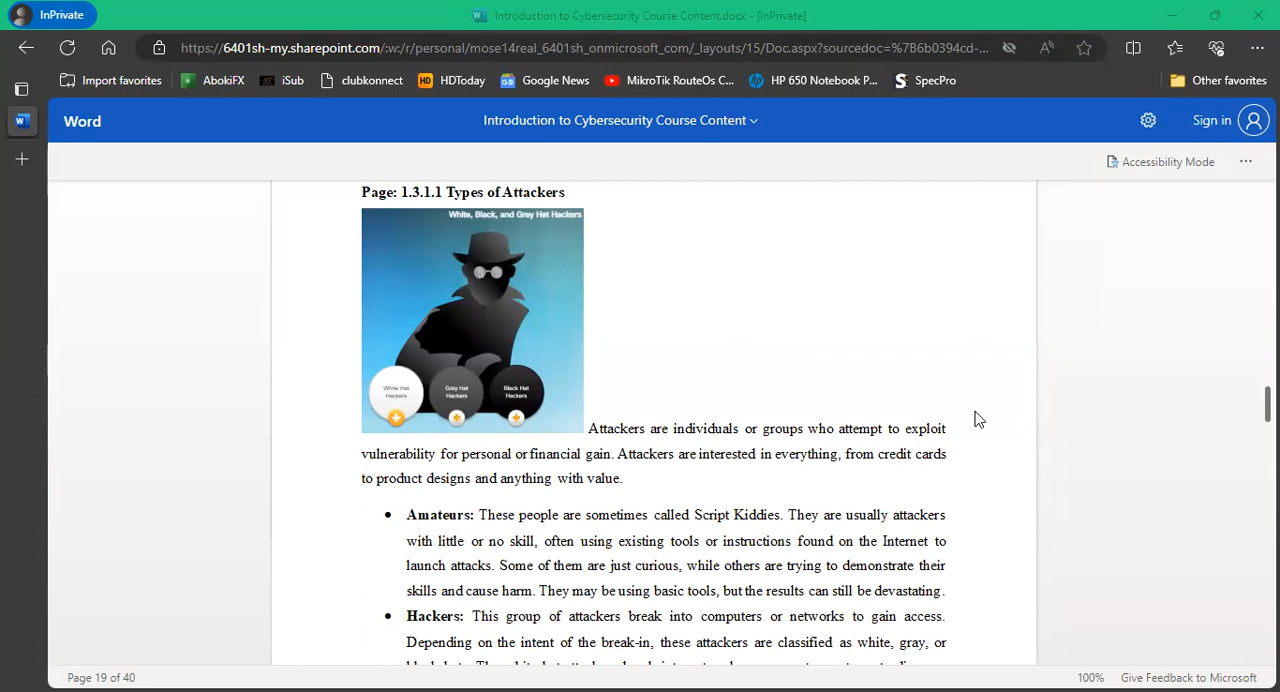 InPrivate
Introduction to Cybersecurity Course Content.docx - [InPrivate]
https://6401sh-my.sharepoint.com/:w:/r/personal/mose14real_6401sh_onmicrosoft_com/_layouts/15/Doc.aspx?sourcedoc=%7B6b0394cd-...
Import favorites
AbokiFX
iSub
clubkonnect
HDToday
Google News
MikroTik RouteOs C...
HP 650 Notebook P...
SpecPro
Other favorites
Word
Introduction to Cybersecurity Course Content
Sign in
Accessibility Mode
Page: 1.3.1.1 Types of Attackers
White, Black, and Grey Hat Hackers
White Hat
Hackers
Grey Hat
Hackers
Black Hat
Hackers
Attackers are individuals or groups who attempt to exploit
vulnerability for personal or financial gain. Attackers are interested in everything, from credit cards
to product designs and anything with value.
• Amateurs: These people are sometimes called Script Kiddies. They are usually attackers
with little or no skill, often using existing tools or instructions found on the Internet to
launch attacks. Some of them are just curious, while others are trying to demonstrate their
skills and cause harm. They may be using basic tools, but the results can still be devastating.
• Hackers: This group of attackers break into computers or networks to gain access.
Depending on the intent of the break-in, these attackers are classified as white, gray, or
Page 19 of 40
100%
Give Feedback to Microsoft